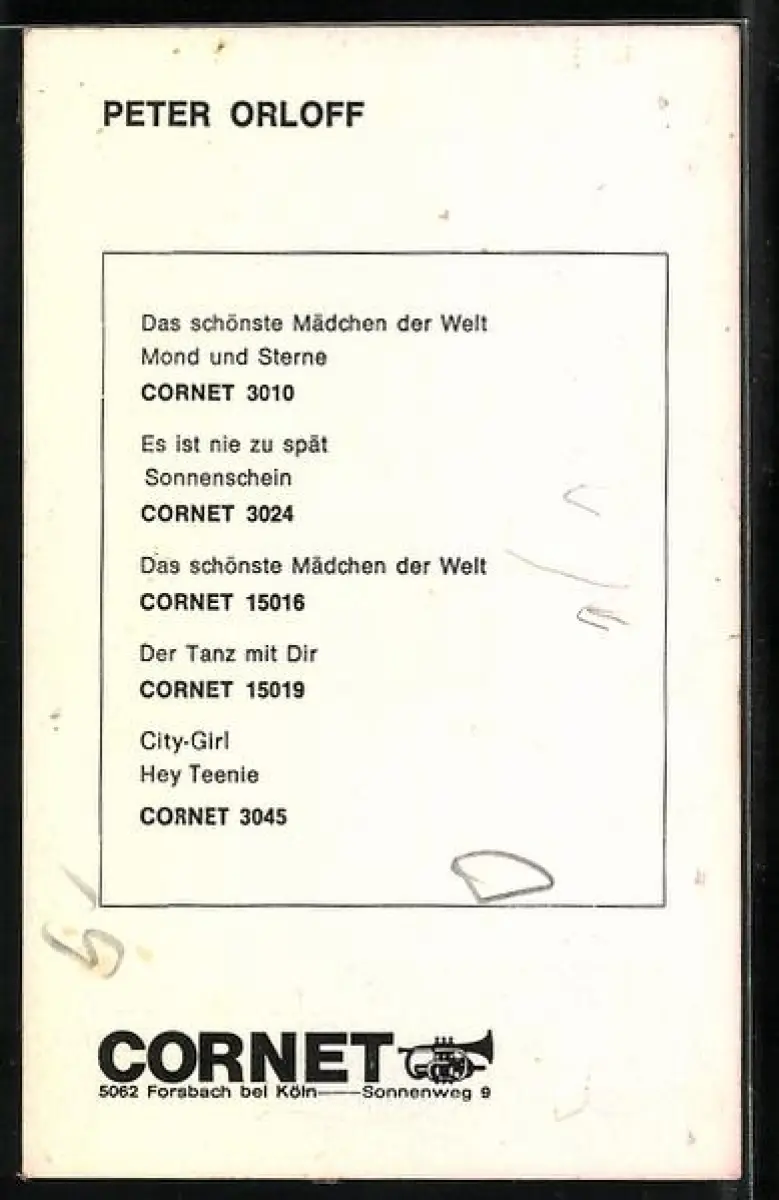 PETER ORLOFF
Das schönste Mädchen der Welt
Mond und Sterne
CORNET 3010
Es ist nie zu spät
Sonnenschein
CORNET 3024
Das schönste Mädchen der Welt
CORNET 15016
Der Tanz mit Dir
CORNET 15019
City-Girl
Hey Teenie
CORNET 3045
CORNET
5062 Forsbach bei Köln——Sonnenweg 9